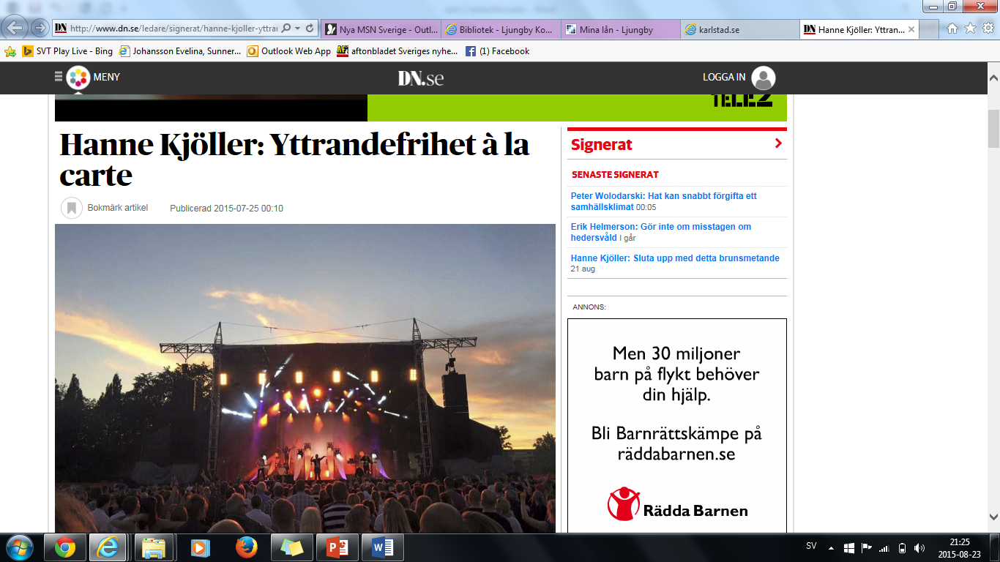 http://www.dn.se/ledare/signerat/hanne-kjoller-yttrar
Nya MSN Sverige - Outl...
Bibliotek - Ljungby Ko...
Mina lån - Ljungby
karlstad.se
DN Hanne Kjöller: Yttran...
SVT Play Live - Bing
Johansson Evelina, Sunner...
Outlook Web App
aftonbladet Sveriges nyhe...
(1) Facebook
MENY
DN.se
LOGGA IN
TELE2
Hanne Kjöller: Yttrandefrihet à la
carte
Bokmärk artikel
Publicerad 2015-07-25 00:10
Signerat
SENASTE SIGNERAT
Peter Wolodarski: Hat kan snabbt förgifta ett
samhällsklimat 00:05
Erik Helmerson: Gör inte om misstagen om
hedersvåld I går
Hanne Kjöller: Sluta upp med detta brunsmetande
21 aug
ANNONS:
Men 30 miljoner
barn på flykt behöver
din hjälp.
Bli Barnrättskämpe på
räddabarnen.se
Rädda Barnen
SV
21:25
2015-08-23